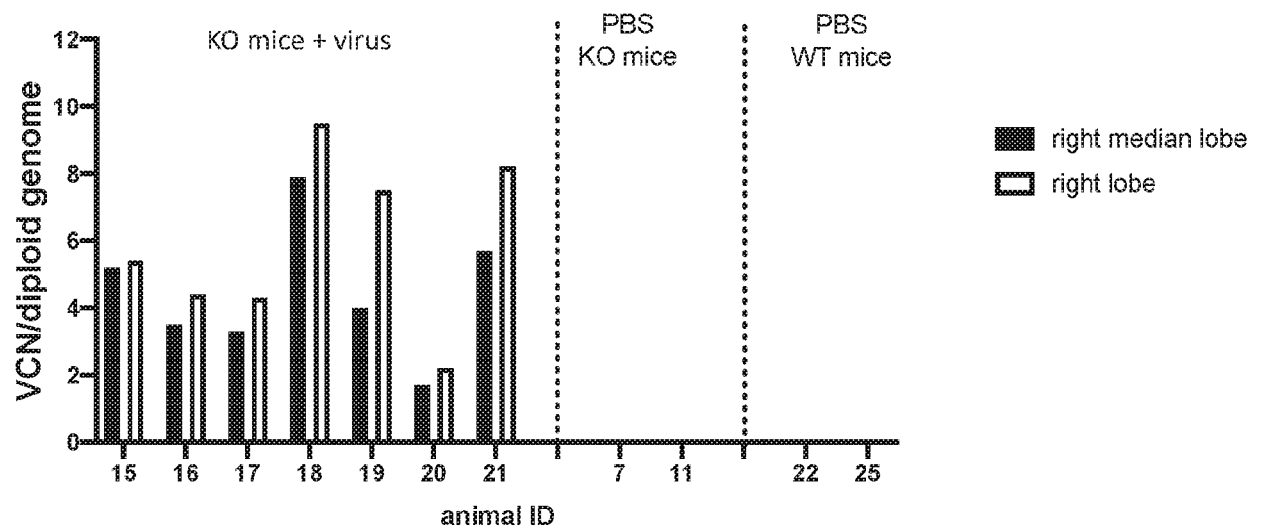 KO mice + virus
PBS
KO mice
PBS
WT mice
VCN/diploid genome
12
10
8
6
4
2
0
15 16 17 18 19 20 21 7 11 22 25
animal ID
right median lobe
right lobe